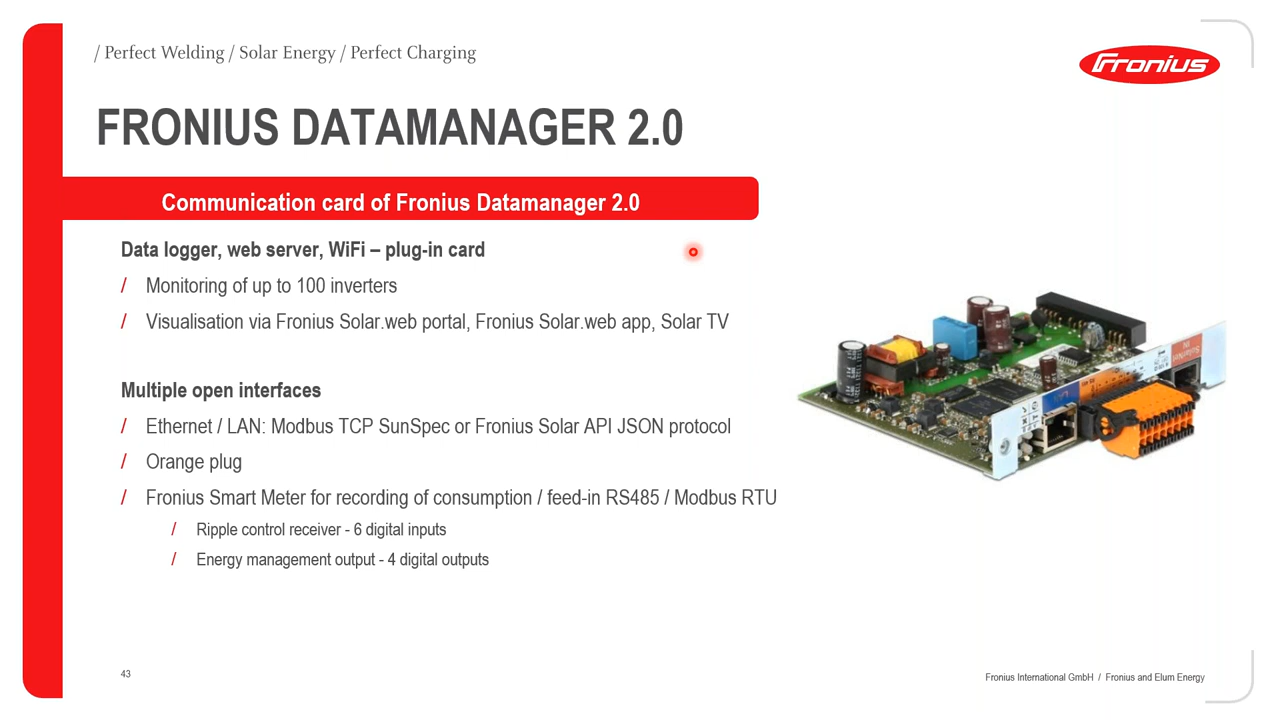 / Perfect Welding / Solar Energy / Perfect Charging
Fronius
FRONIUS DATAMANAGER 2.0
Communication card of Fronius Datamanager 2.0
Data logger, web server, WiFi – plug-in card
/ Monitoring of up to 100 inverters
/ Visualisation via Fronius Solar.web portal, Fronius Solar.web app, Solar TV
Multiple open interfaces
/ Ethernet / LAN: Modbus TCP SunSpec or Fronius Solar API JSON protocol
/ Orange plug
/ Fronius Smart Meter for recording of consumption / feed-in RS485 / Modbus RTU
/ Ripple control receiver - 6 digital inputs
/ Energy management output - 4 digital outputs
SolarNet
IN
LAN
43
Fronius International GmbH / Fronius and Elum Energy